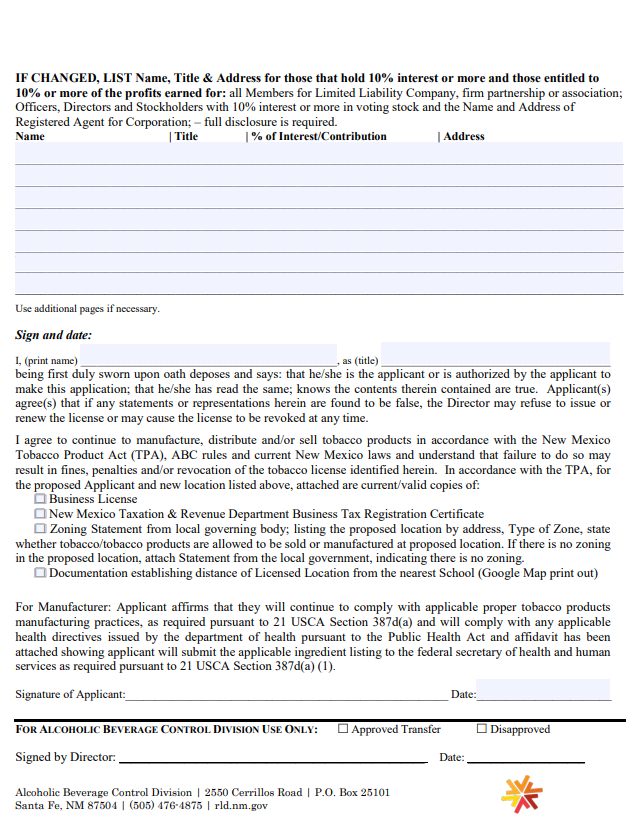 IF CHANGED, LIST Name, Title & Address for those that hold 10% interest or more and those entitled to
10% or more of the profits earned for: all Members for Limited Liability Company, firm partnership or association;
Officers, Directors and Stockholders with 10% interest or more in voting stock and the Name and Address of
Registered Agent for Corporation; – full disclosure is required.
Name | Title | % of Interest/Contribution | Address
Use additional pages if necessary.
Sign and date:
I, (print name) , as (title)
being first duly sworn upon oath deposes and says: that he/she is the applicant or is authorized by the applicant to
make this application; that he/she has read the same; knows the contents therein contained are true. Applicant(s)
agree(s) that if any statements or representations herein are found to be false, the Director may refuse to issue or
renew the license or may cause the license to be revoked at any time.
I agree to continue to manufacture, distribute and/or sell tobacco products in accordance with the New Mexico
Tobacco Product Act (TPA), ABC rules and current New Mexico laws and understand that failure to do so may
result in fines, penalties and/or revocation of the tobacco license identified herein. In accordance with the TPA, for
the proposed Applicant and new location listed above, attached are current/valid copies of:
Business License
New Mexico Taxation & Revenue Department Business Tax Registration Certificate
Zoning Statement from local governing body; listing the proposed location by address, Type of Zone, state
whether tobacco/tobacco products are allowed to be sold or manufactured at proposed location. If there is no zoning
in the proposed location, attach Statement from the local government, indicating there is no zoning.
Documentation establishing distance of Licensed Location from the nearest School (Google Map print out)
For Manufacturer: Applicant affirms that they will continue to comply with applicable proper tobacco products
manufacturing practices, as required pursuant to 21 USCA Section 387d(a) and will comply with any applicable
health directives issued by the department of health pursuant to the Public Health Act and affidavit has been
attached showing applicant will submit the applicable ingredient listing to the federal secretary of health and human
services as required pursuant to 21 USCA Section 387d(a) (1).
Signature of Applicant: Date:
FOR ALCOHOLIC BEVERAGE CONTROL DIVISION USE ONLY: Approved Transfer Disapproved
Signed by Director: Date:
Alcoholic Beverage Control Division | 2550 Cerrillos Road | P.O. Box 25101
Santa Fe, NM 87504 | (505) 476-4875 | rld.nm.gov